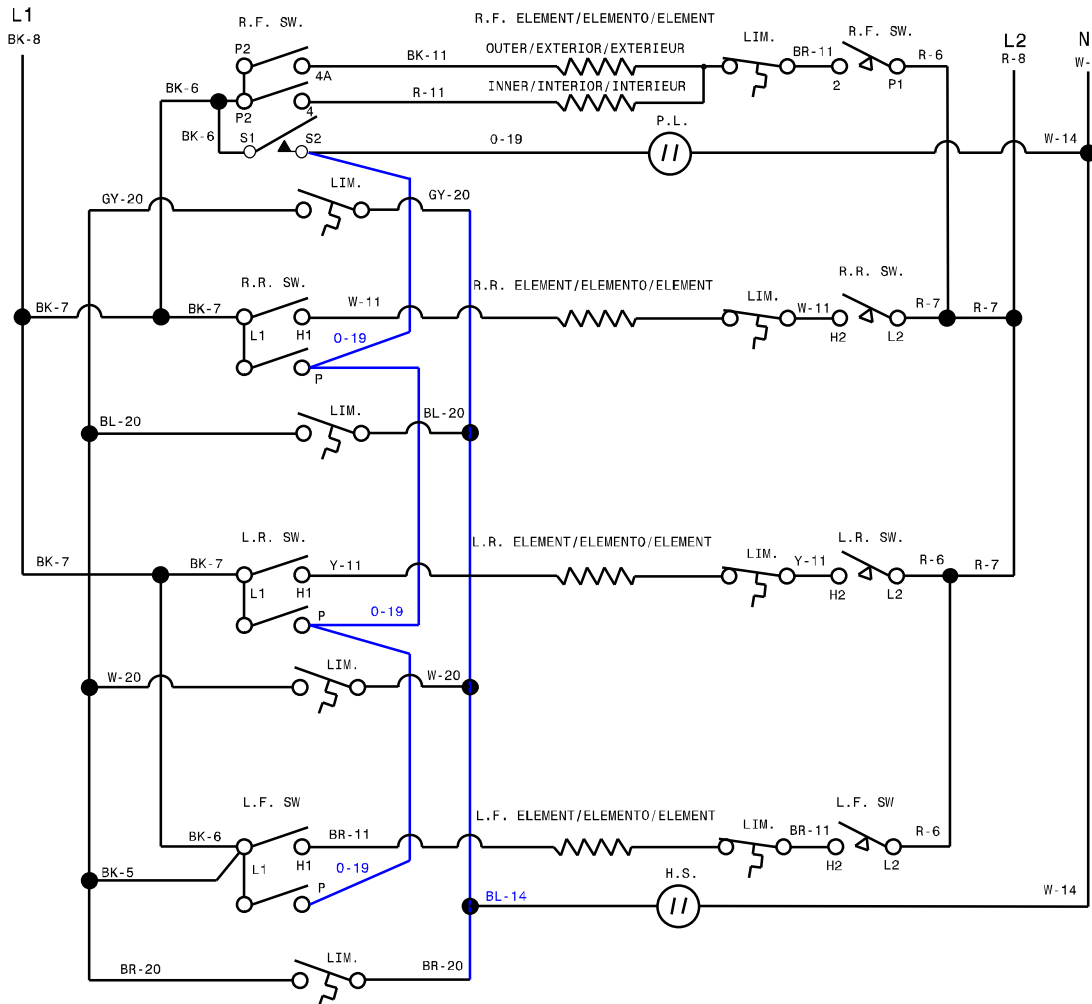 L1
BK-8
R.F. SW.
R.F. ELEMENT/ELEMENTO/ELEMENT
P2
4A
BK-11
OUTER/EXTERIOR/EXTERIEUR
LIM.
BR-11
R.F. SW.
2
P1
R-6
L2
R-8
N
W-
BK-6
P2
4
R-11
INNER/INTERIOR/INTERIEUR
BK-6
S1
S2
O-19
P.L.
W-14
GY-20
LIM.
GY-20
BK-7
BK-7
R.R. SW.
L1
H1
W-11
R.R. ELEMENT/ELEMENTO/ELEMENT
LIM.
W-11
R.R. SW.
H2
L2
R-7
R-7
O-19
P
BL-20
LIM.
BL-20
BK-7
BK-7
L.R. SW.
L1
H1
Y-11
L.R. ELEMENT/ELEMENTO/ELEMENT
LIM.
Y-11
L.R. SW.
H2
L2
R-6
R-7
P
O-19
W-20
LIM.
W-20
L.F. SW
BK-6
L1
H1
BR-11
L.F. ELEMENT/ELEMENTO/ELEMENT
LIM.
BR-11
L.F. SW
H2
L2
R-6
BK-5
P
O-19
BL-14
H.S.
W-14
BR-20
LIM.
BR-20